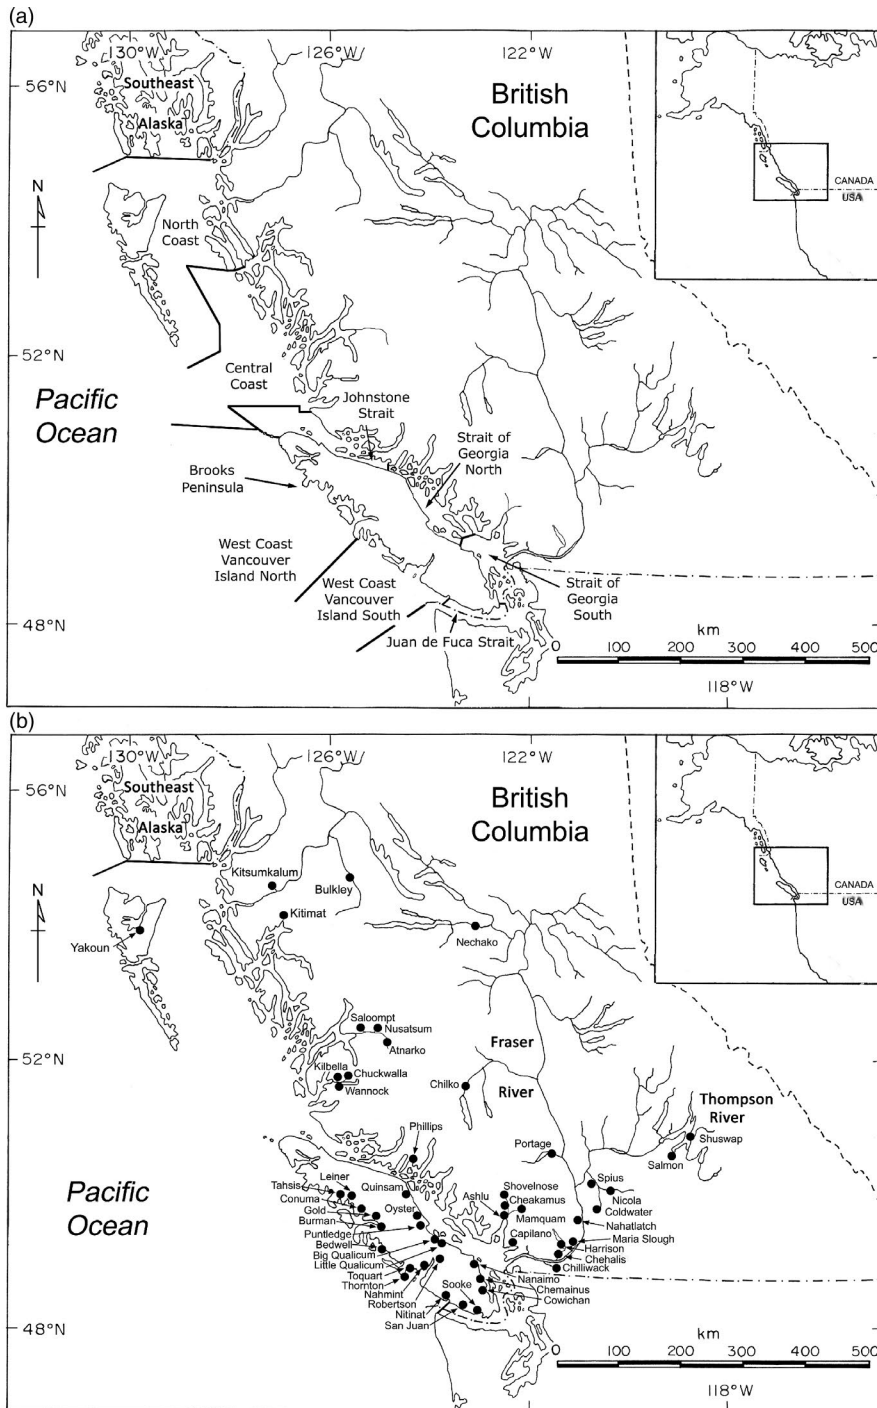 (a)
130°W
126°W
122°W
56°N
Southeast
Alaska
British
Columbia
CANADA
USA
N
North
Coast
52°N
Central
Coast
Pacific
Ocean
Johnstone
Strait
Strait of
Georgia
North
Brooks
Peninsula
West Coast
Vancouver
Island North
West Coast
Vancouver
Island South
Strait of
Georgia
South
48°N
Juan de Fuca Strait
km
0 100 200 300 400 500
118°W
(b)
130°W
126°W
122°W
56°N
Southeast
Alaska
British
Columbia
CANADA
USA
N
Kitsumkalum
Bulkley
Kitimat
Yakoun
Nechako
Saloompt
Nusatsum
Atnarko
Fraser
River
52°N
Kilbella
Chuckwalla
Wannock
Chilko
Thompson
River
Phillips
Portage
Shuswap
Salmon
Pacific
Ocean
Leiner
Tahsis
Quinsam
Conuma
Gold
Oyster
Burman
Puntledge
Bedwell
Big Qualicum
Little Qualicum
Toquart
Thornton
Nahmint
Robertson
Nitinat
San Juan
Sooke
Ashlu
Shovelnose
Cheakamus
Mamquam
Capilano
Spius
Nicola
Coldwater
Nahatlatch
Maria Slough
Harrison
Chehalis
Chilliwack
Nanaimo
Chemainus
Cowichan
48°N
km
0 100 200 300 400 500
118°W